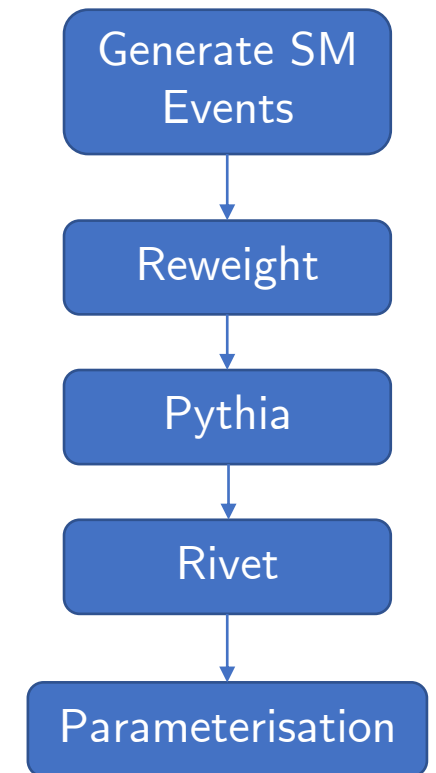 Generate SM
Events
Reweight
Pythia
Rivet
Parameterisation